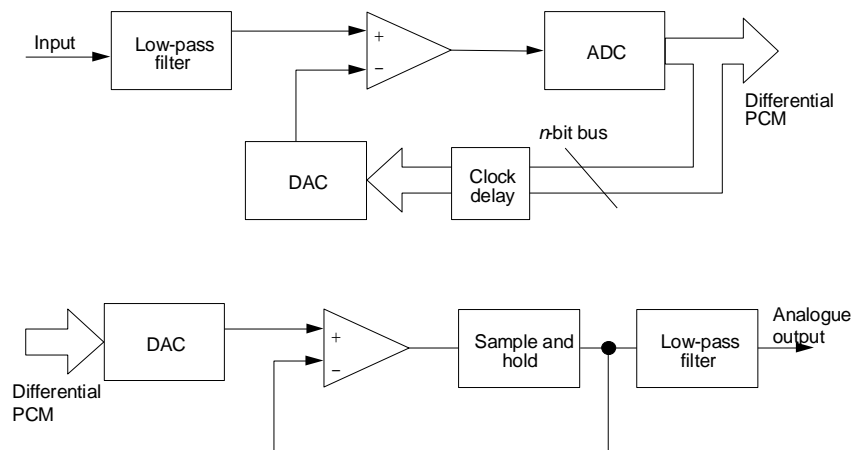 Input
Low-pass
filter
+
−
ADC
Differential
PCM
n-bit bus
DAC
Clock
delay
Differential
PCM
DAC
+
−
Sample and
hold
Low-pass
filter
Analogue
output